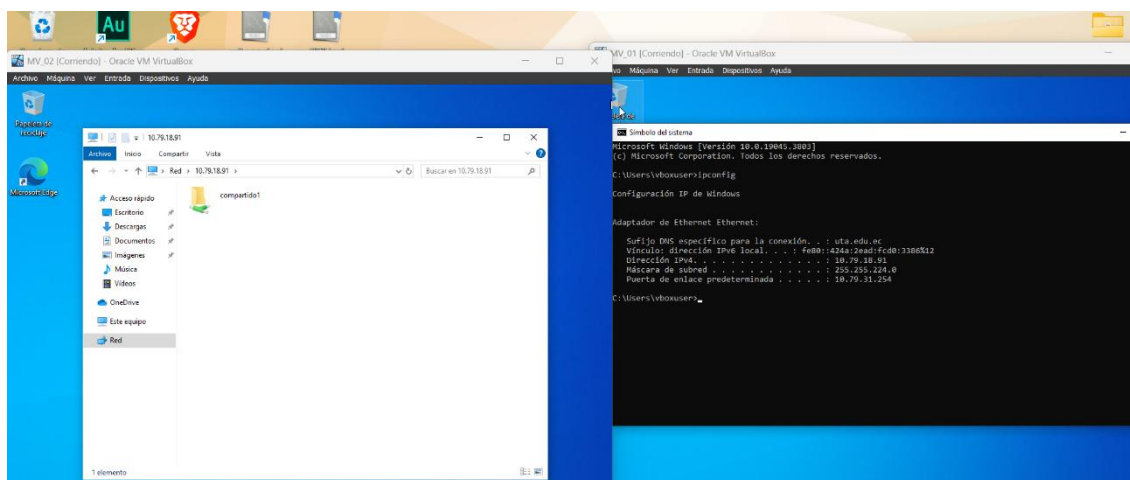 Au
MV_02 [Corriendo] - Oracle VM VirtualBox
Archivo Máquina Ver Entrada Dispositivos Ayuda
Papelera de
reciclaje
Microsoft Edge
10.79.18.91
Archivo Inicio Compartir Vista
Red > 10.79.18.91 >
Buscar en 10.79.18.91
Acceso rápido
Escritorio
Descargas
Documentos
Imágenes
Música
Vídeos
OneDrive
Este equipo
Red
compartido1
1 elemento
MV_01 [Corriendo] - Oracle VM VirtualBox
Máquina Ver Entrada Dispositivos Ayuda
Símbolo del sistema
Microsoft Windows [Versión 10.0.19045.3803]
(c) Microsoft Corporation. Todos los derechos reservados.
C:\Users\vboxuser>ipconfig
Configuración IP de Windows
Adaptador de Ethernet Ethernet:
Sufijo DNS específico para la conexión. . : uta.edu.ec
Vínculo: dirección IPv6 local. . . : fe80::424a:2ead:fcd0:3386%12
Dirección IPv4. . . . . . . . . . . . . . : 10.79.18.91
Máscara de subred . . . . . . . . . . . . : 255.255.224.0
Puerta de enlace predeterminada . . . . . : 10.79.31.254
C:\Users\vboxuser>